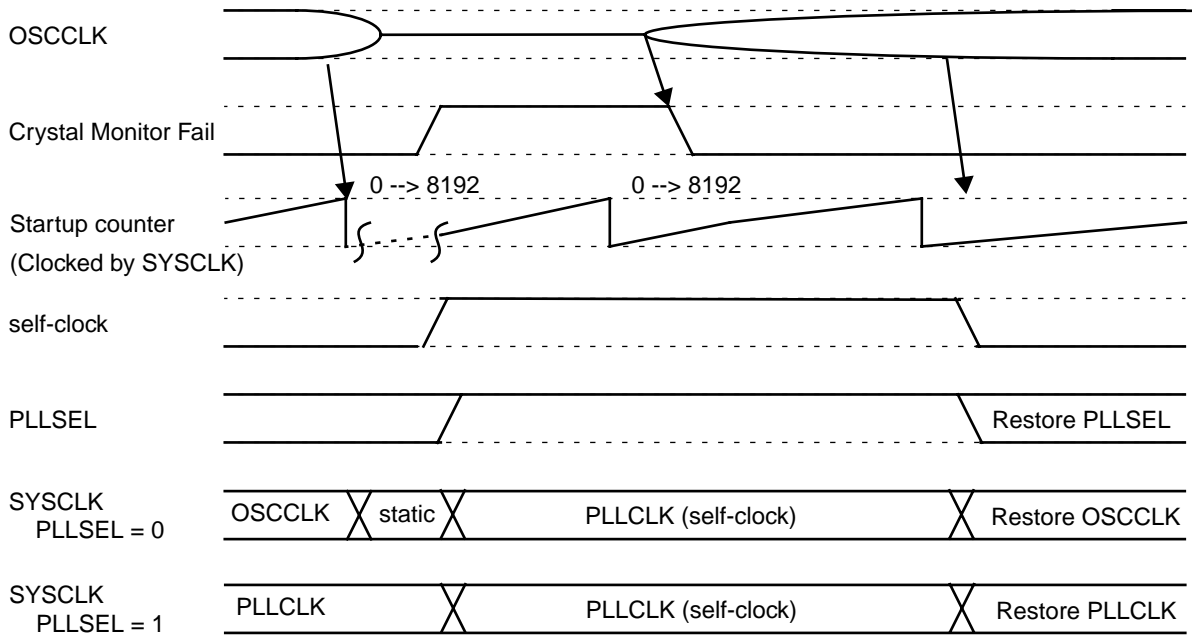 OSCCLK
Crystal Monitor Fail
0 --> 8192
0 --> 8192
Startup counter
(Clocked by SYSCLK)
self-clock
PLLSEL
Restore PLLSEL
SYSCLK
PLLSEL = 0
OSCCLK
static
PLLCLK (self-clock)
Restore OSCCLK
SYSCLK
PLLSEL = 1
PLLCLK
PLLCLK (self-clock)
Restore PLLCLK